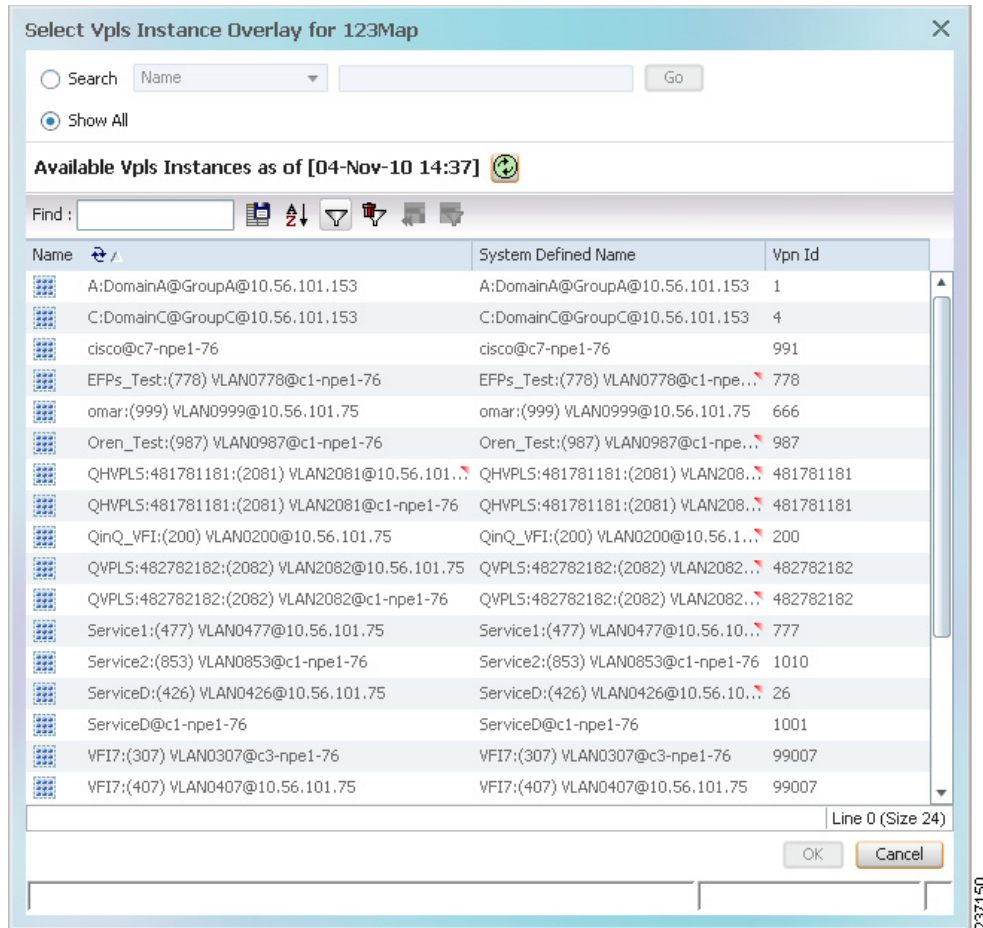 Select Vpls Instance Overlay for 123Map
Search Name Go
Show All
Available Vpls Instances as of [04-Nov-10 14:37]
Find :
Name System Defined Name Vpn Id
A:DomainA@GroupA@10.56.101.153 A:DomainA@GroupA@10.56.101.153 1
C:DomainC@GroupC@10.56.101.153 C:DomainC@GroupC@10.56.101.153 4
cisco@c7-npe1-76 cisco@c7-npe1-76 991
EFPs_Test:(778) VLAN0778@c1-npe1-76 EFPs_Test:(778) VLAN0778@c1-npe... 778
omar:(999) VLAN0999@10.56.101.75 omar:(999) VLAN0999@10.56.101.75 666
Oren_Test:(987) VLAN0987@c1-npe1-76 Oren_Test:(987) VLAN0987@c1-npe... 987
QHVPLS:481781181:(2081) VLAN2081@10.56.101... QHVPLS:481781181:(2081) VLAN208... 481781181
QHVPLS:481781181:(2081) VLAN2081@c1-npe1-76 QHVPLS:481781181:(2081) VLAN208... 481781181
QinQ_VFI:(200) VLAN0200@10.56.101.75 QinQ_VFI:(200) VLAN0200@10.56.1... 200
QVPLS:482782182:(2082) VLAN2082@10.56.101.75 QVPLS:482782182:(2082) VLAN2082... 482782182
QVPLS:482782182:(2082) VLAN2082@c1-npe1-76 QVPLS:482782182:(2082) VLAN2082... 482782182
Service1:(477) VLAN0477@10.56.101.75 Service1:(477) VLAN0477@10.56.10... 777
Service2:(853) VLAN0853@c1-npe1-76 Service2:(853) VLAN0853@c1-npe1-76 1010
ServiceD:(426) VLAN0426@10.56.101.75 ServiceD:(426) VLAN0426@10.56.10... 26
ServiceD@c1-npe1-76 ServiceD@c1-npe1-76 1001
VFI7:(307) VLAN0307@c3-npe1-76 VFI7:(307) VLAN0307@c3-npe1-76 99007
VFI7:(407) VLAN0407@10.56.101.75 VFI7:(407) VLAN0407@10.56.101.75 99007
Line 0 (Size 24)
OK Cancel
237150